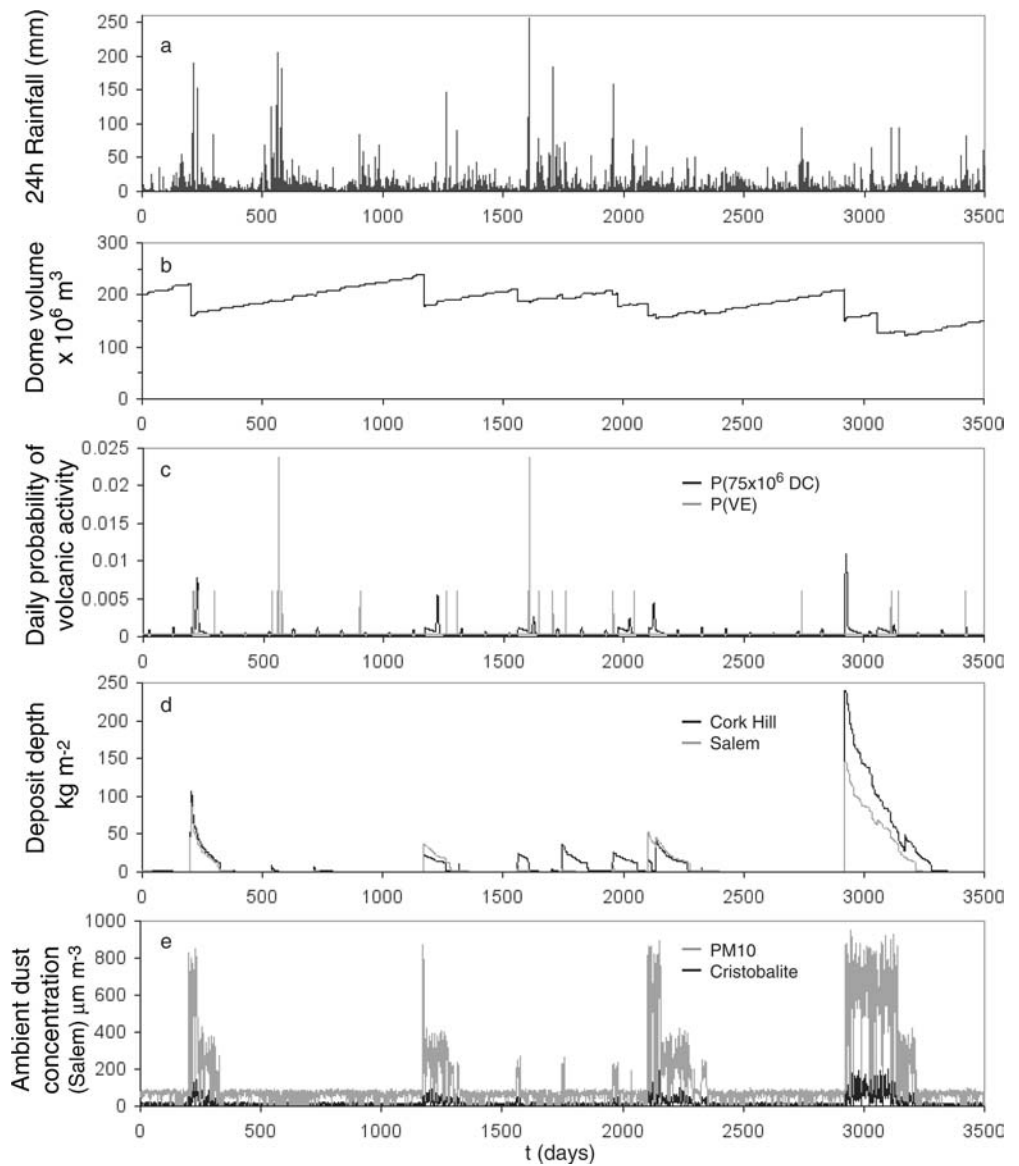 24h Rainfall (mm)
a
250
200
150
100
50
0
0 500 1000 1500 2000 2500 3000 3500
Dome volume
x 10⁶ m³
b
300
200
100
0
0 500 1000 1500 2000 2500 3000 3500
Daily probability of
volcanic activity
c
0.025
0.02
0.015
0.01
0.005
0
P(75x10⁶ DC)
P(VE)
0 500 1000 1500 2000 2500 3000 3500
Deposit depth
kg m-2
d
250
200
150
100
50
0
Cork Hill
Salem
0 500 1000 1500 2000 2500 3000 3500
Ambient dust
concentration
(Salem) µm m-3
e
1000
800
600
400
200
0
PM10
Cristobalite
0 500 1000 1500 2000 2500 3000 3500
t (days)